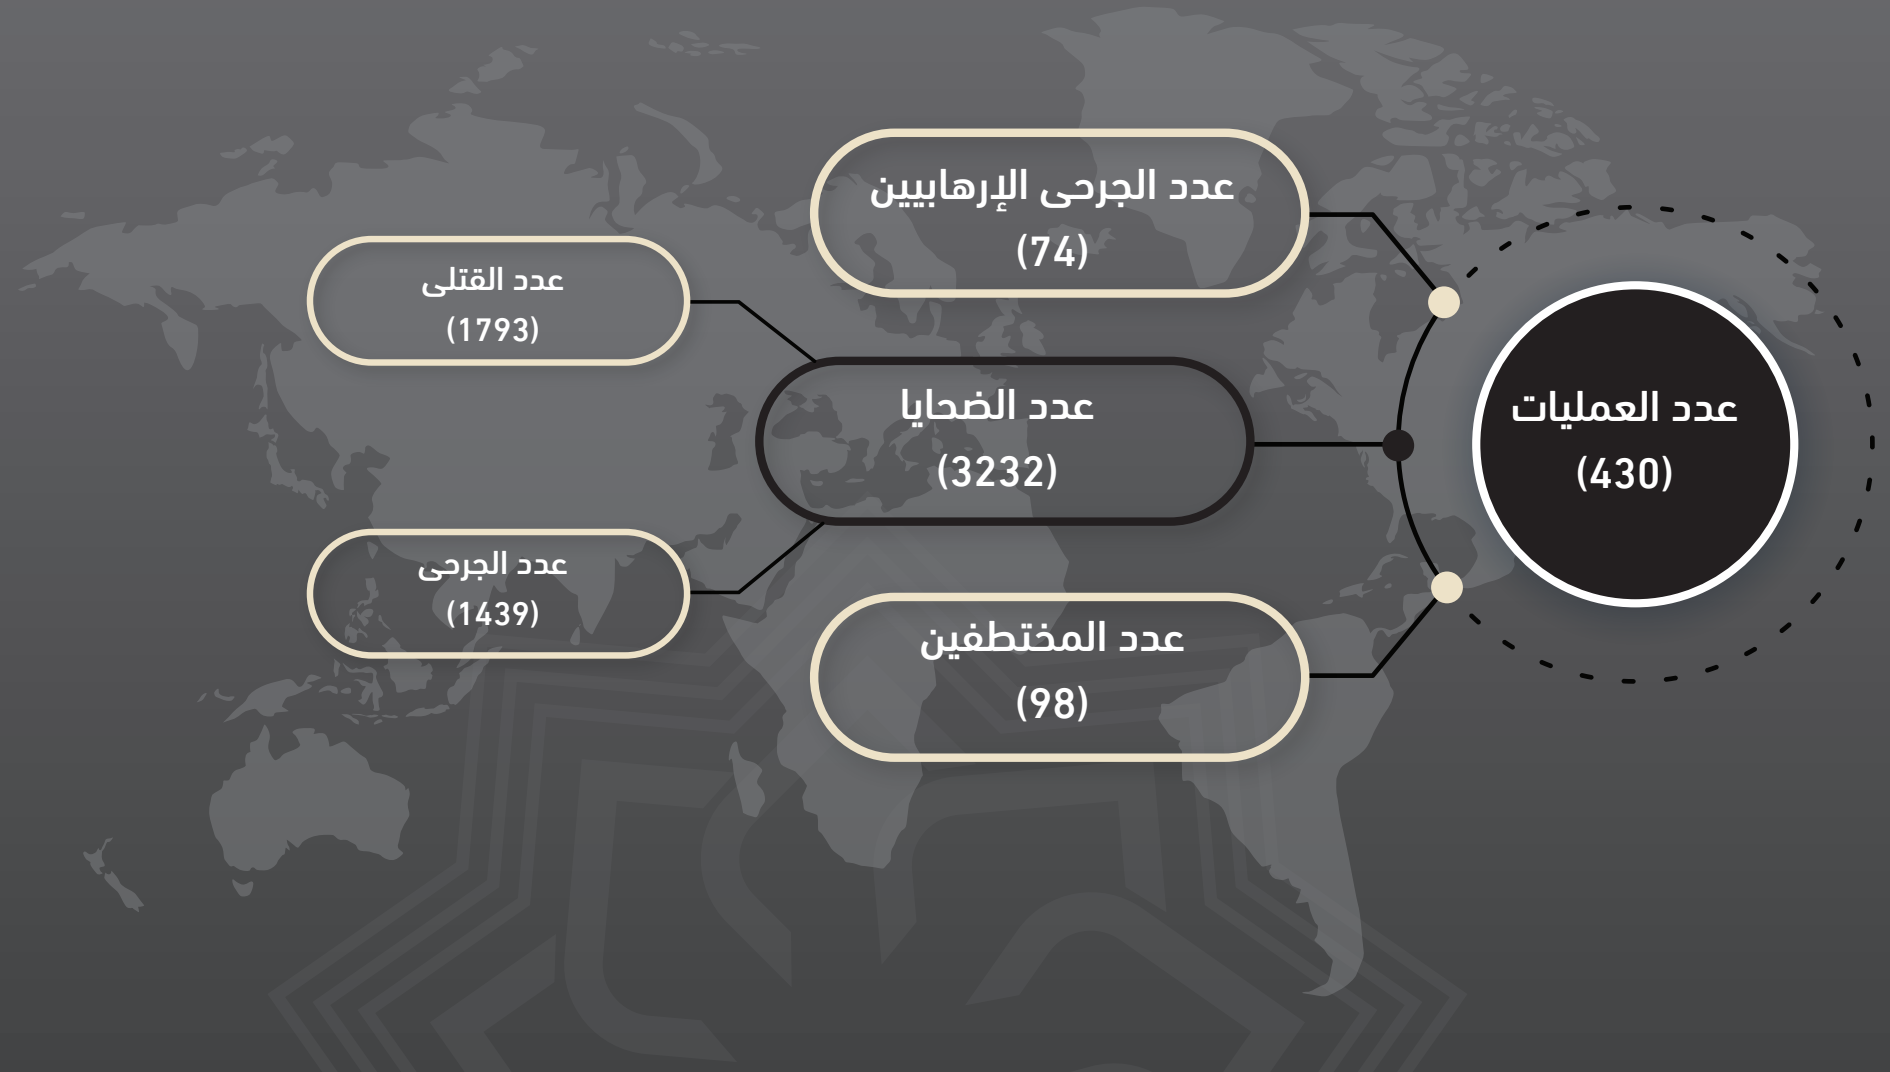 عدد العمليات
(430)
عدد الجرحى الإرهابيين
(74)
عدد الضحايا
(3232)
عدد المختطفين
(98)
عدد القتلى
(1793)
عدد الجرحى
(1439)